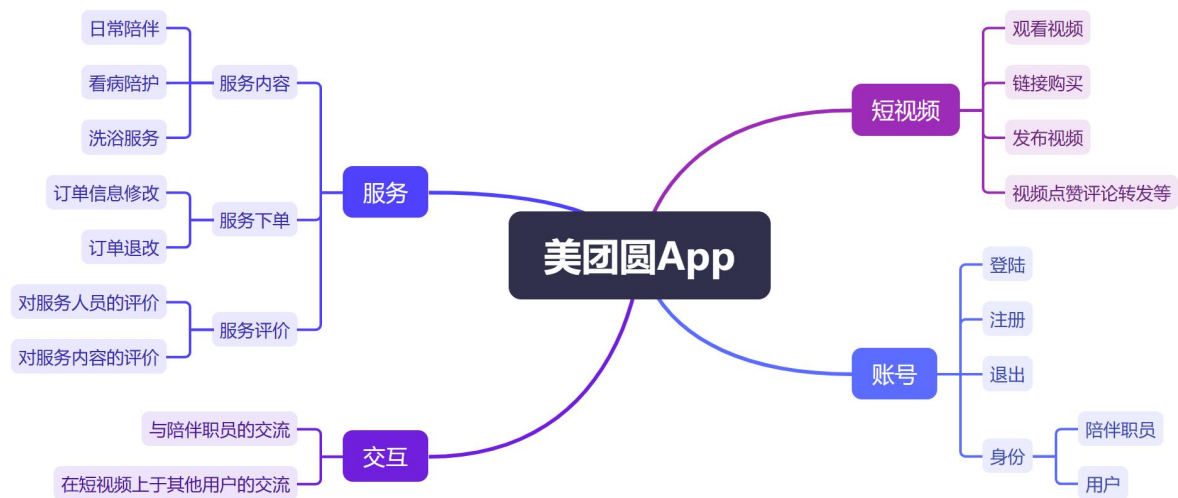 美团圆App
服务
服务内容
日常陪伴
看病陪护
洗浴服务
服务下单
订单信息修改
订单退改
服务评价
对服务人员的评价
对服务内容的评价
交互
与陪伴职员的交流
在短视频上于其他用户的交流
短视频
观看视频
链接购买
发布视频
视频点赞评论转发等
账号
登陆
注册
退出
身份
陪伴职员
用户